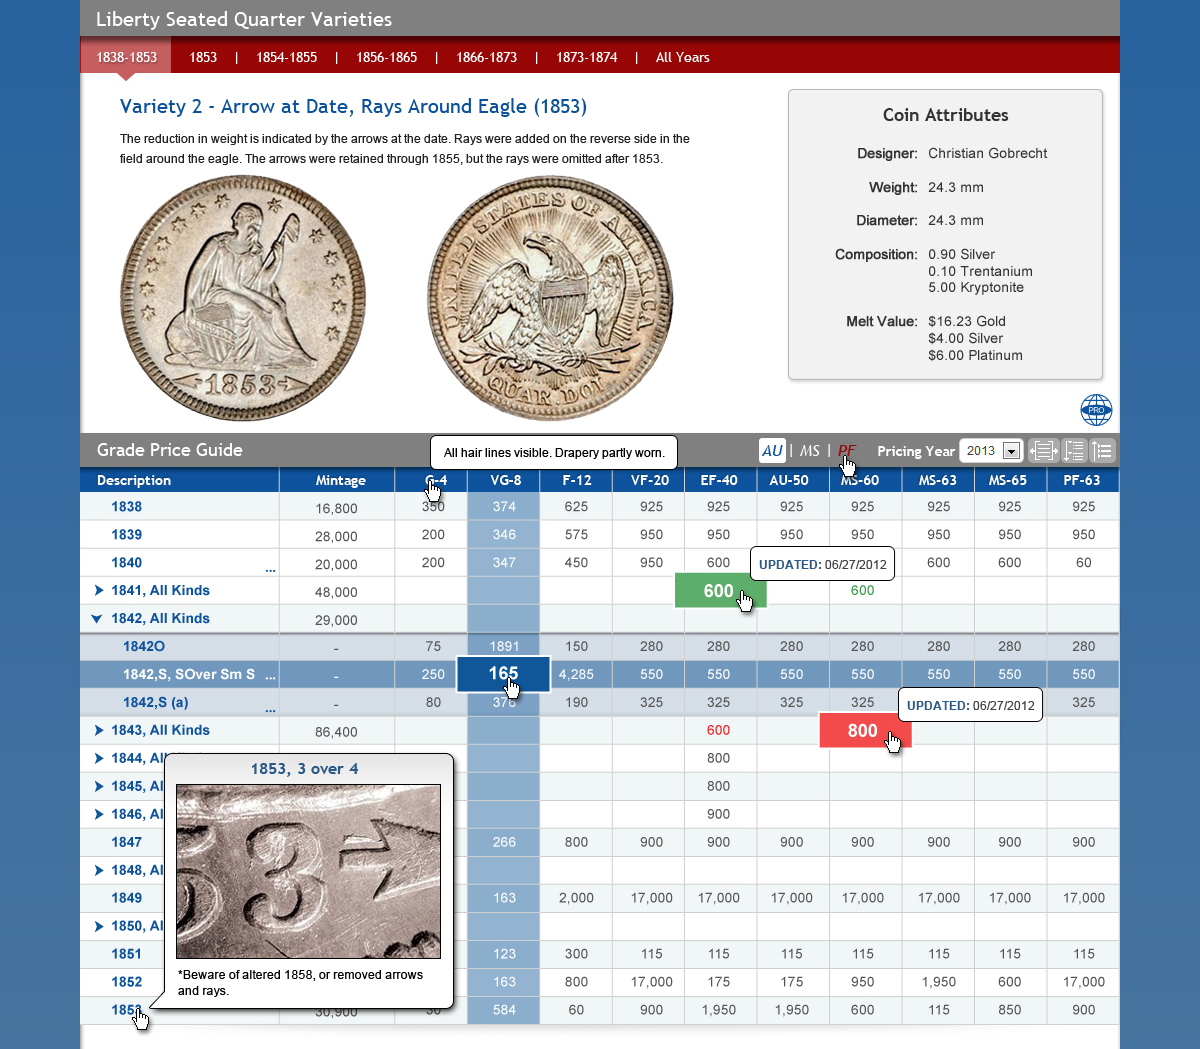 Liberty Seated Quarter Varieties
1838-1853 1853 | 1854-1855 | 1856-1865 | 1866-1873 | 1873-1874 | All Years
Variety 2 - Arrow at Date, Rays Around Eagle (1853)
The reduction in weight is indicated by the arrows at the date. Rays were added on the reverse side in the
field around the eagle. The arrows were retained through 1855, but the rays were omitted after 1853.
1853
UNITED STATES OF AMERICA
QUAR. DOL.
Coin Attributes
Designer: Christian Gobrecht
Weight: 24.3 mm
Diameter: 24.3 mm
Composition: 0.90 Silver
0.10 Trentanium
5.00 Kryptonite
Melt Value: $16.23 Gold
$4.00 Silver
$6.00 Platinum
PRO
Grade Price Guide
All hair lines visible. Drapery partly worn.
AU | MS | PF Pricing Year 2013
Description Mintage G-4 VG-8 F-12 VF-20 EF-40 AU-50 MS-60 MS-63 MS-65 PF-63
1838 16,800 350 374 625 925 925 925 925 925 925 925
1839 28,000 200 346 575 950 950 950 950 950 950 950
1840 ... 20,000 200 347 450 950 600 600 600 60
UPDATED: 06/27/2012
1841, All Kinds 48,000 600 600
1842, All Kinds 29,000
1842O - 75 1891 150 280 280 280 280 280 280 280
1842,S, SOver Sm S ... - 250 165 4,285 550 550 550 550 550 550 550
1842,S (a) ... - 80 376 190 325 325 325 325 325
UPDATED: 06/27/2012
1843, All Kinds 86,400 600 800
1844, Al 800
1845, Al 800
1846, Al 900
1847 266 800 900 900 900 900 900 900 900
1848, Al
1849 163 2,000 17,000 17,000 17,000 17,000 17,000 17,000 17,000
1850, Al
1851 123 300 115 115 115 115 115 115 115
1852 163 800 17,000 175 175 950 1,950 600 17,000
1853 30,900 30 584 60 900 1,950 1,950 600 115 850 900
1853, 3 over 4
53
*Beware of altered 1858, or removed arrows
and rays.